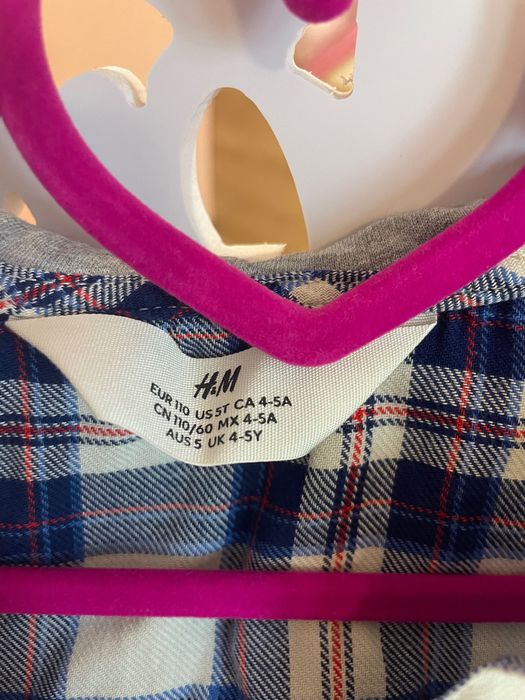 H&M
EUR 110 US 5T CA 4-5A
CN 110/60 MX 4-5A
AUS 5 UK 4-5Y